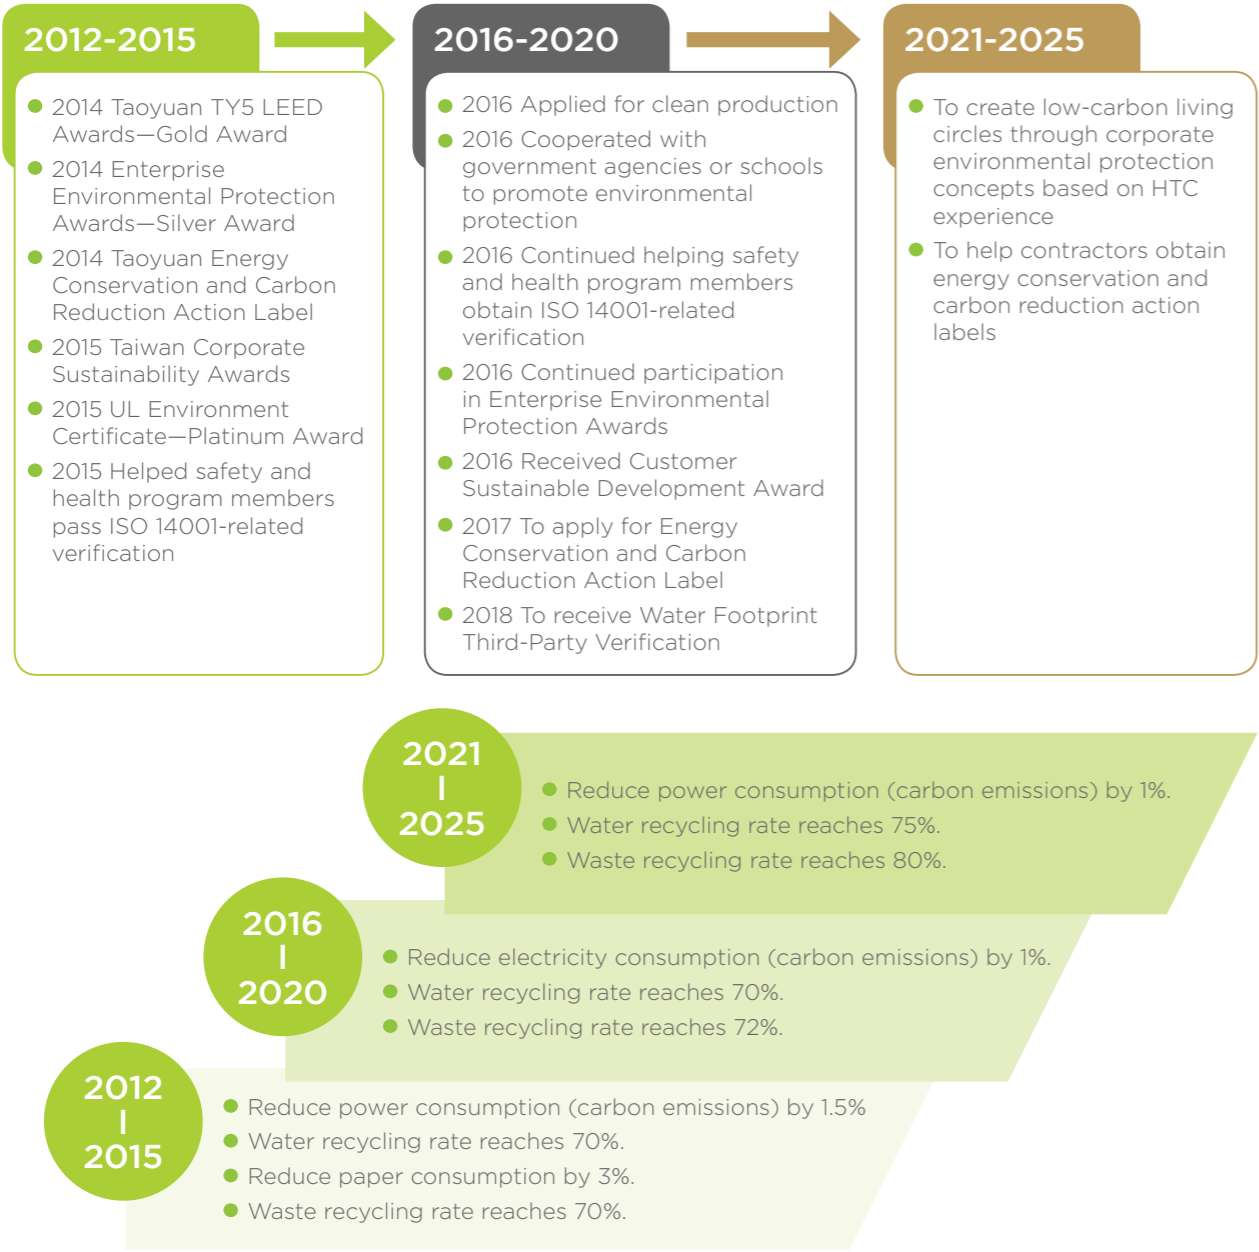 2012-2015
2014 Taoyuan TY5 LEED
Awards—Gold Award
2014 Enterprise
Environmental Protection
Awards—Silver Award
2014 Taoyuan Energy
Conservation and Carbon
Reduction Action Label
2015 Taiwan Corporate
Sustainability Awards
2015 UL Environment
Certificate—Platinum Award
2015 Helped safety and
health program members
pass ISO 14001-related
verification
2016-2020
2016 Applied for clean production
2016 Cooperated with
government agencies or schools
to promote environmental
protection
2016 Continued helping safety
and health program members
obtain ISO 14001-related
verification
2016 Continued participation
in Enterprise Environmental
Protection Awards
2016 Received Customer
Sustainable Development Award
2017 To apply for Energy
Conservation and Carbon
Reduction Action Label
2018 To receive Water Footprint
Third-Party Verification
2021-2025
To create low-carbon living
circles through corporate
environmental protection
concepts based on HTC
experience
To help contractors obtain
energy conservation and
carbon reduction action
labels
2021
|
2025
Reduce power consumption (carbon emissions) by 1%.
Water recycling rate reaches 75%.
Waste recycling rate reaches 80%.
2016
|
2020
Reduce electricity consumption (carbon emissions) by 1%.
Water recycling rate reaches 70%.
Waste recycling rate reaches 72%.
2012
|
2015
Reduce power consumption (carbon emissions) by 1.5%
Water recycling rate reaches 70%.
Reduce paper consumption by 3%.
Waste recycling rate reaches 70%.